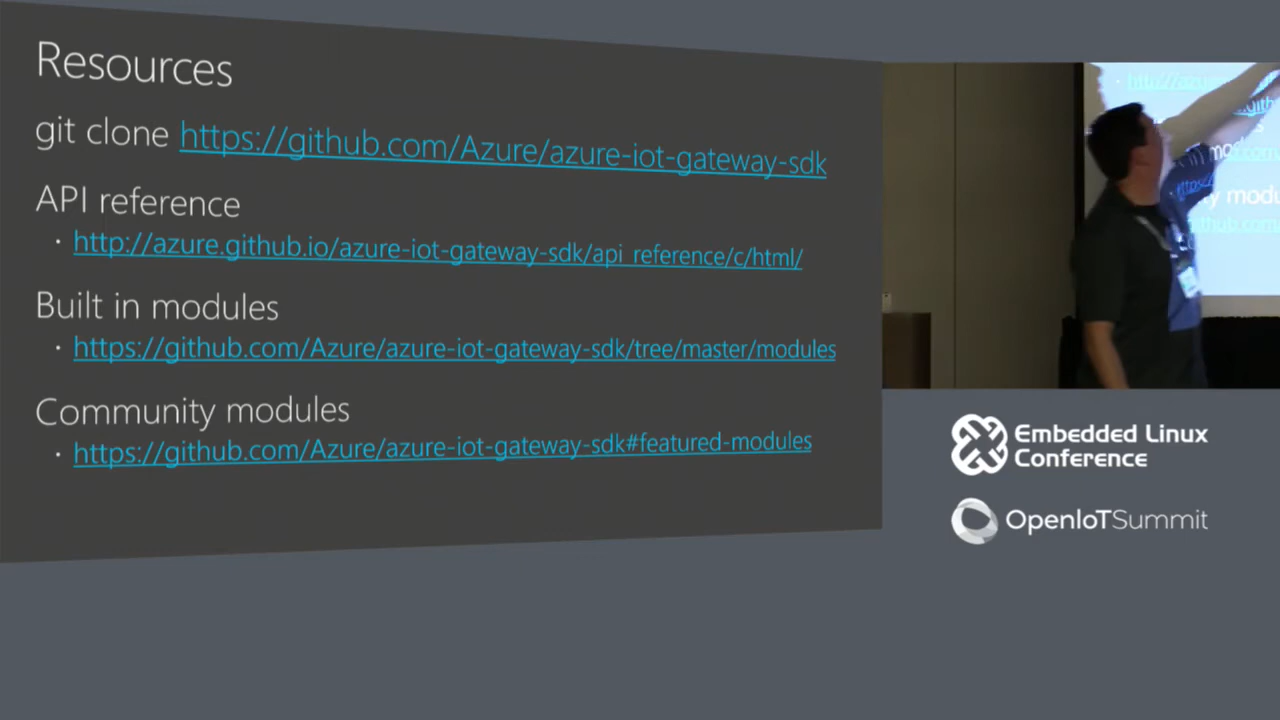 Resources
git clone https://github.com/Azure/azure-iot-gateway-sdk
API reference
· http://azure.github.io/azure-iot-gateway-sdk/api_reference/c/html/
Built in modules
· https://github.com/Azure/azure-iot-gateway-sdk/tree/master/modules
Community modules
· https://github.com/Azure/azure-iot-gateway-sdk#featured-modules
Embedded Linux
Conference
OpenIoTSummit